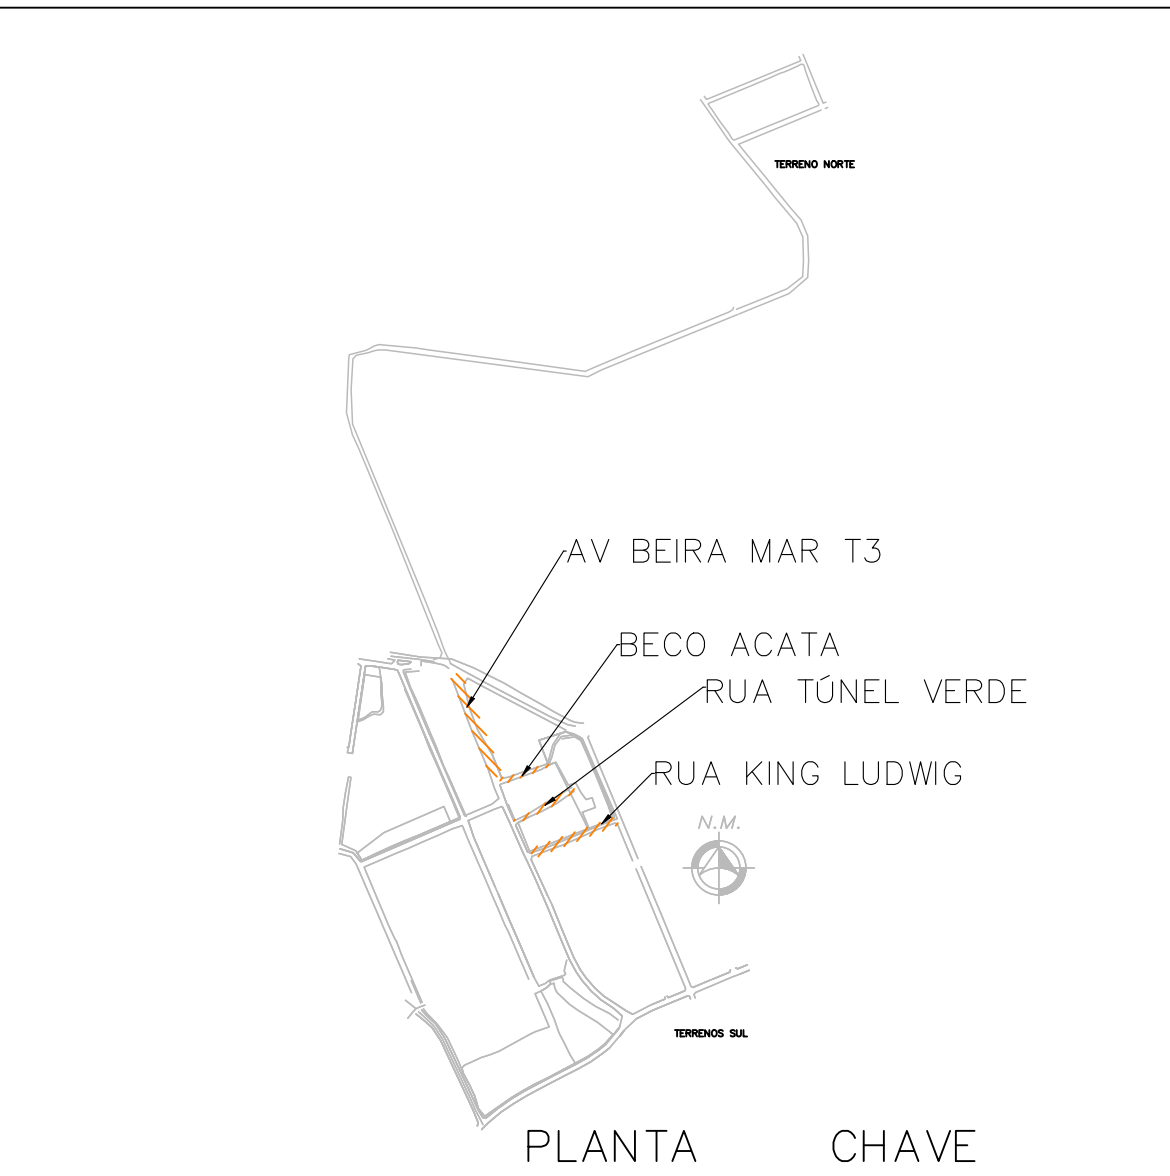 TERRENO NORTE
AV BEIRA MAR T3
BECO ACATA
RUA TÚNEL VERDE
RUA KING LUDWIG
N.M.
TERRENOS SUL
PLANTA CHAVE